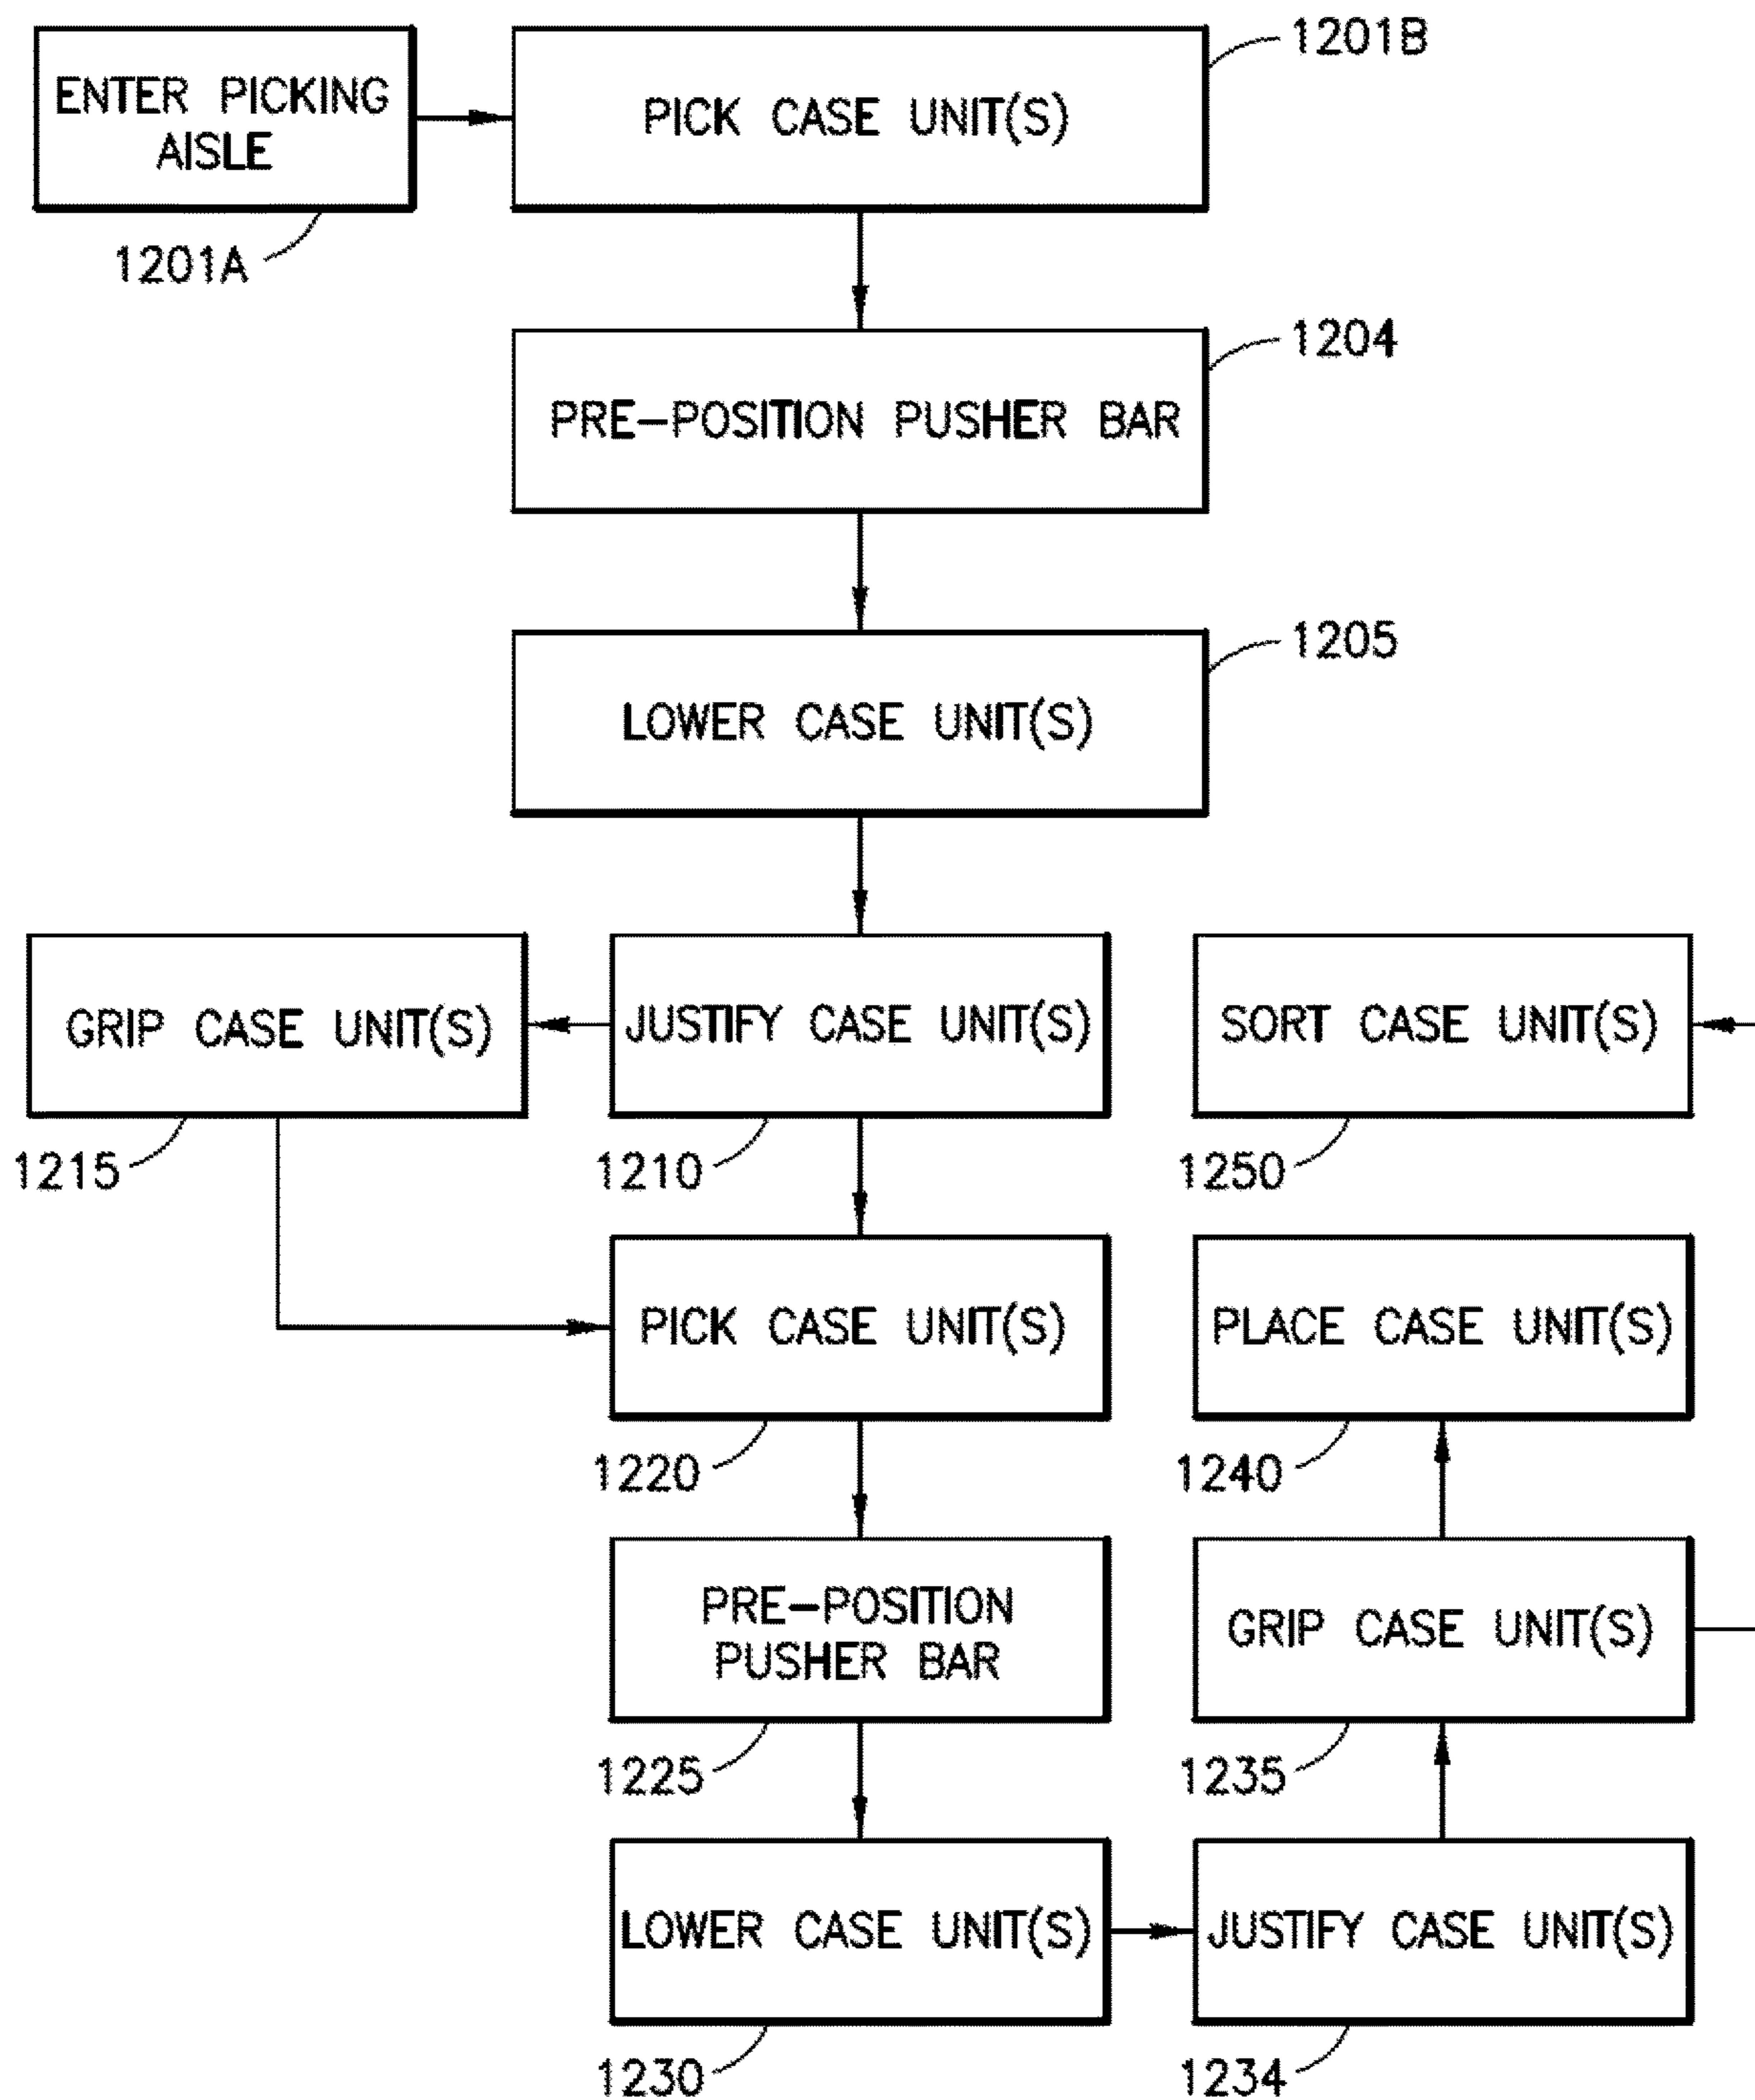 ENTER PICKING
AISLE
1201A
PICK CASE UNIT(S)
1201B
PRE-POSITION PUSHER BAR
1204
LOWER CASE UNIT(S)
1205
GRIP CASE UNIT(S)
1215
JUSTIFY CASE UNIT(S)
1210
SORT CASE UNIT(S)
1250
PICK CASE UNIT(S)
1220
PLACE CASE UNIT(S)
1240
PRE-POSITION
PUSHER BAR
1225
GRIP CASE UNIT(S)
1235
LOWER CASE UNIT(S)
1230
JUSTIFY CASE UNIT(S)
1234